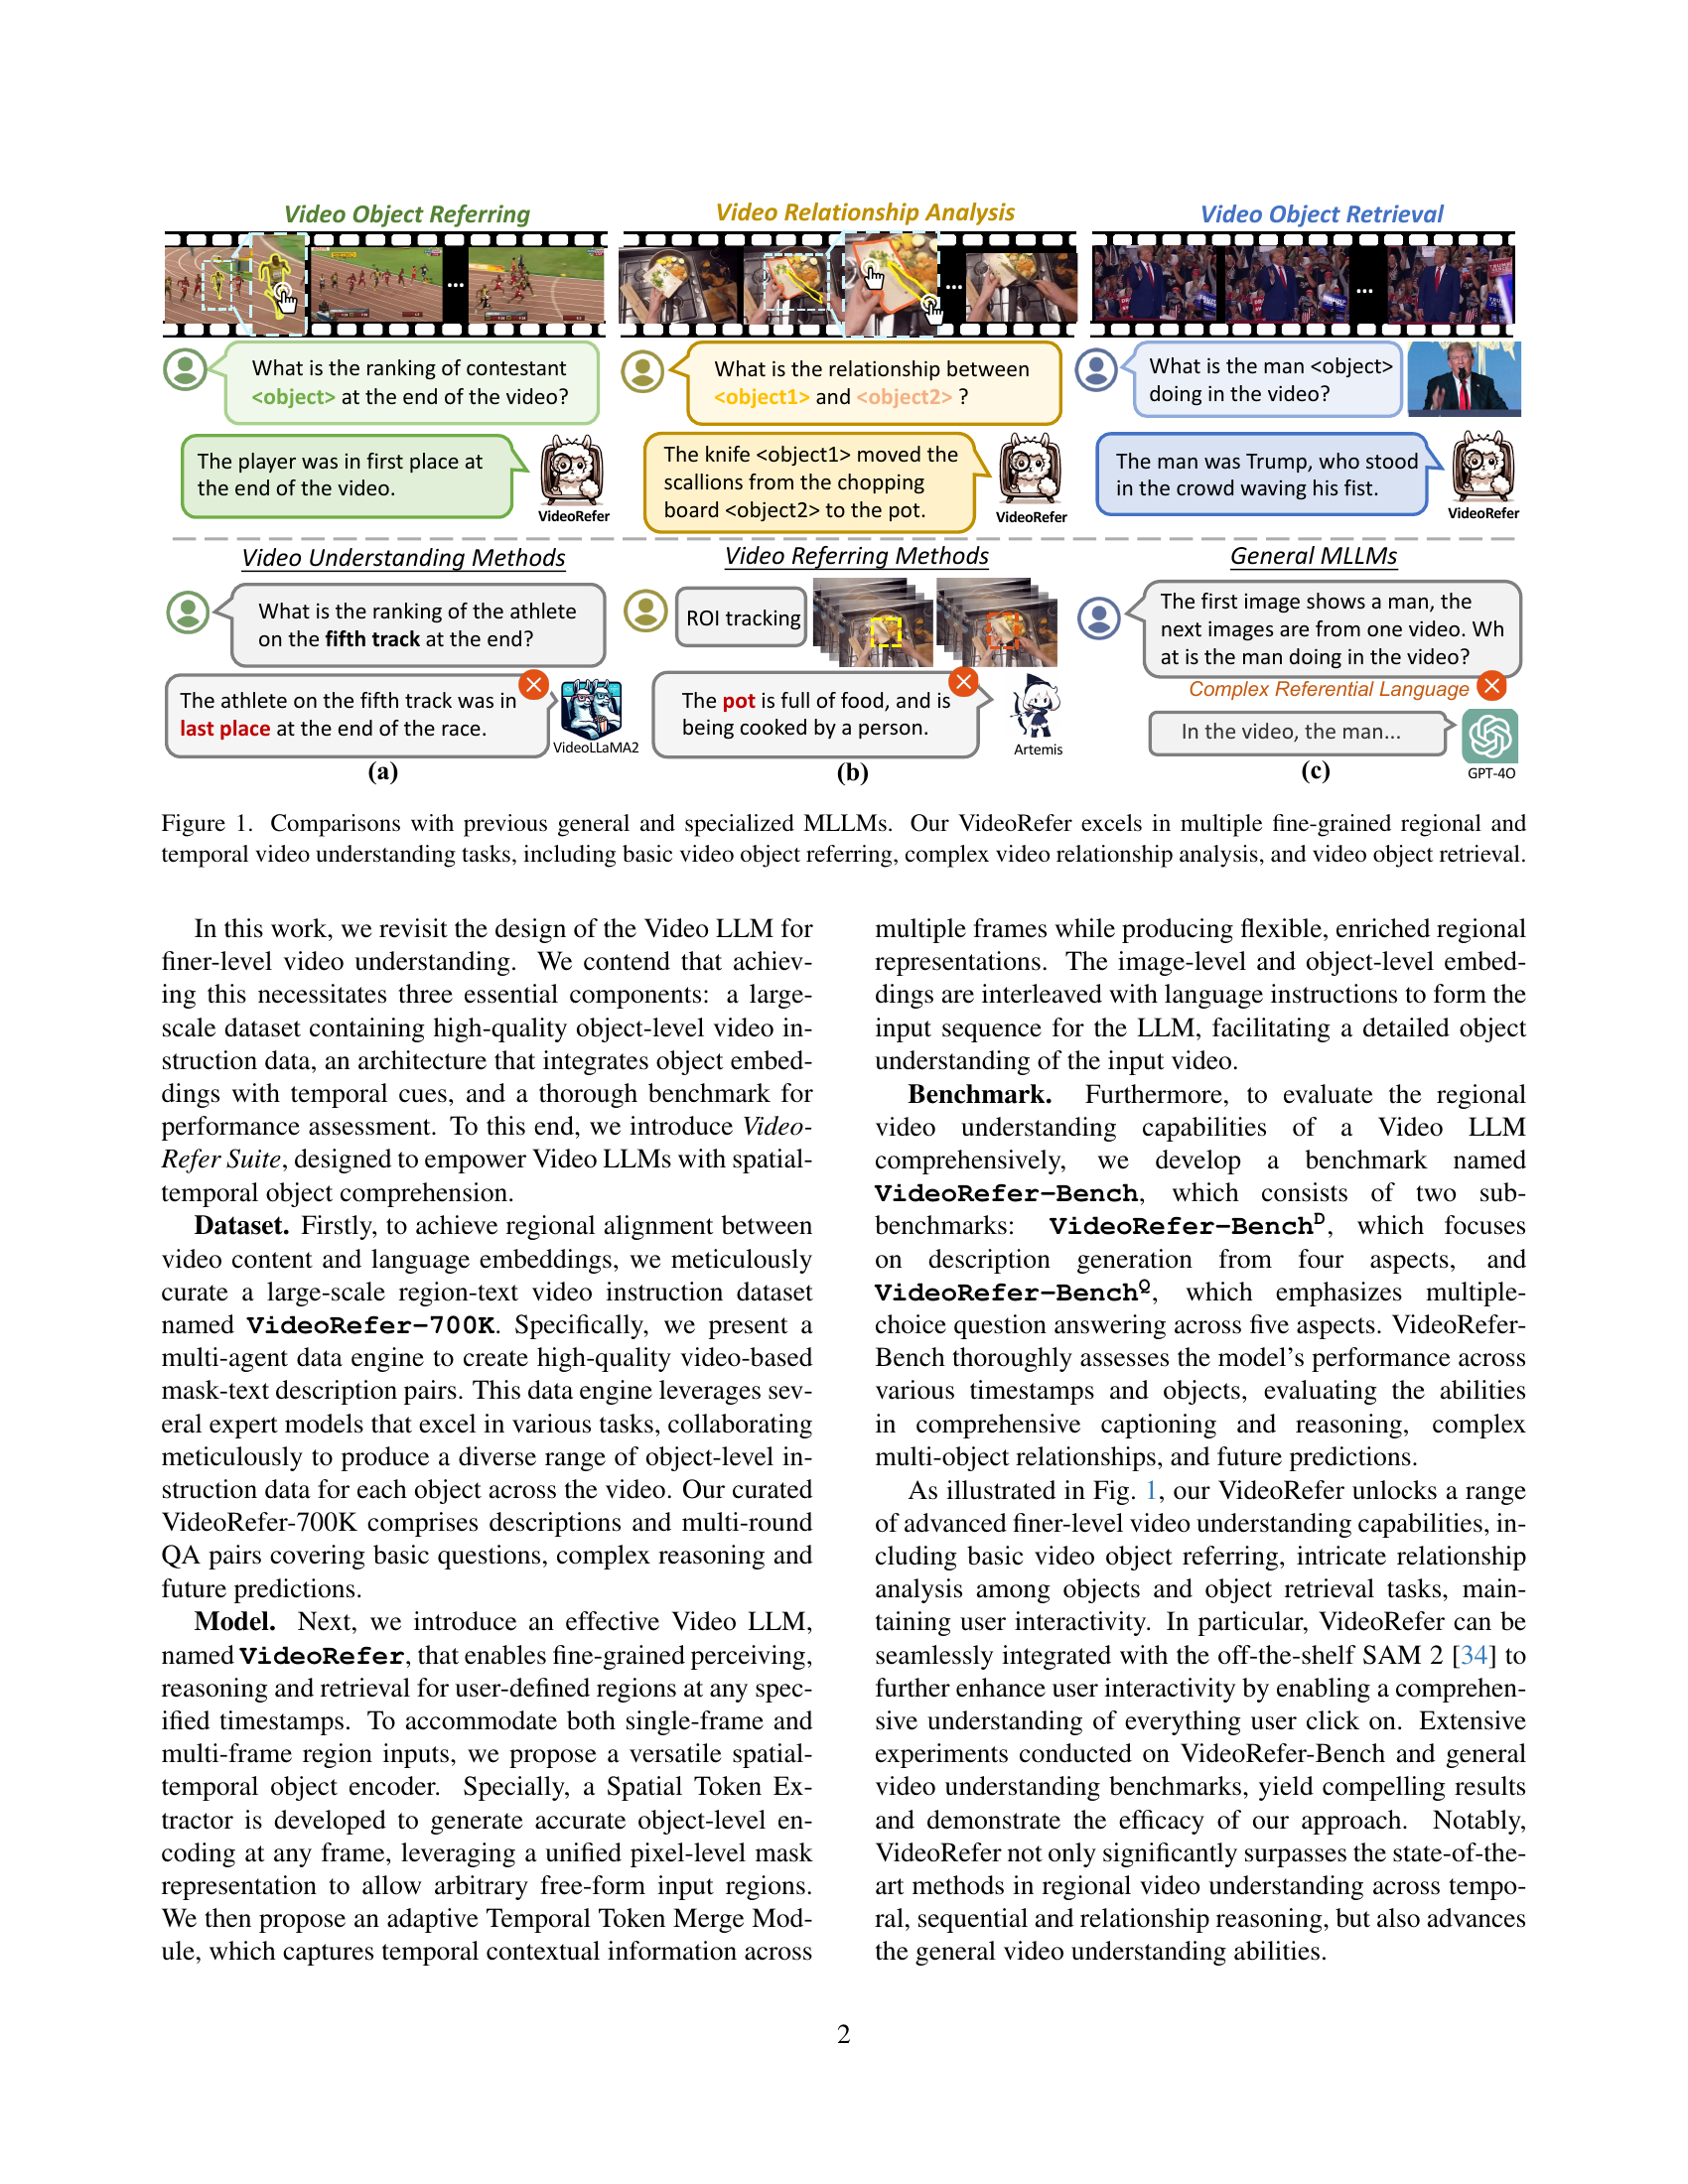 Video Object Referring
What is the ranking of contestant
<object> at the end of the video?
The player was in first place at
the end of the video.
VideoRefer
Video Relationship Analysis
What is the relationship between
<object1> and <object2> ?
The knife <object1> moved the
scallions from the chopping
board <object2> to the pot.
VideoRefer
Video Object Retrieval
What is the man <object>
doing in the video?
The man was Trump, who stood
in the crowd waving his fist.
VideoRefer
Video Understanding Methods
What is the ranking of the athlete
on the fifth track at the end?
The athlete on the fifth track was in
last place at the end of the race.
VideoLLaMA2
(a)
Video Referring Methods
ROI tracking
The pot is full of food, and is
being cooked by a person.
Artemis
(b)
General MLLMs
The first image shows a man, the
next images are from one video. Wh
at is the man doing in the video?
Complex Referential Language
In the video, the man...
GPT-4O
(c)
Figure 1. Comparisons with previous general and specialized MLLMs. Our VideoRefer excels in multiple fine-grained regional and
temporal video understanding tasks, including basic video object referring, complex video relationship analysis, and video object retrieval.
In this work, we revisit the design of the Video LLM for
finer-level video understanding. We contend that achiev-
ing this necessitates three essential components: a large-
scale dataset containing high-quality object-level video in-
struction data, an architecture that integrates object embed-
dings with temporal cues, and a thorough benchmark for
performance assessment. To this end, we introduce Video-
Refer Suite, designed to empower Video LLMs with spatial-
temporal object comprehension.
Dataset. Firstly, to achieve regional alignment between
video content and language embeddings, we meticulously
curate a large-scale region-text video instruction dataset
named VideoRefer-700K. Specifically, we present a
multi-agent data engine to create high-quality video-based
mask-text description pairs. This data engine leverages sev-
eral expert models that excel in various tasks, collaborating
meticulously to produce a diverse range of object-level in-
struction data for each object across the video. Our curated
VideoRefer-700K comprises descriptions and multi-round
QA pairs covering basic questions, complex reasoning and
future predictions.
Model. Next, we introduce an effective Video LLM,
named VideoRefer, that enables fine-grained perceiving,
reasoning and retrieval for user-defined regions at any spec-
ified timestamps. To accommodate both single-frame and
multi-frame region inputs, we propose a versatile spatial-
temporal object encoder. Specially, a Spatial Token Ex-
tractor is developed to generate accurate object-level en-
coding at any frame, leveraging a unified pixel-level mask
representation to allow arbitrary free-form input regions.
We then propose an adaptive Temporal Token Merge Mod-
ule, which captures temporal contextual information across
multiple frames while producing flexible, enriched regional
representations. The image-level and object-level embed-
dings are interleaved with language instructions to form the
input sequence for the LLM, facilitating a detailed object
understanding of the input video.
Benchmark. Furthermore, to evaluate the regional
video understanding capabilities of a Video LLM
comprehensively, we develop a benchmark named
VideoRefer-Bench, which consists of two sub-
benchmarks: VideoRefer-Bench^D, which focuses
on description generation from four aspects, and
VideoRefer-Bench^Q, which emphasizes multiple-
choice question answering across five aspects. VideoRefer-
Bench thoroughly assesses the model's performance across
various timestamps and objects, evaluating the abilities
in comprehensive captioning and reasoning, complex
multi-object relationships, and future predictions.
As illustrated in Fig. 1, our VideoRefer unlocks a range
of advanced finer-level video understanding capabilities, in-
cluding basic video object referring, intricate relationship
analysis among objects and object retrieval tasks, main-
taining user interactivity. In particular, VideoRefer can be
seamlessly integrated with the off-the-shelf SAM 2 [34] to
further enhance user interactivity by enabling a comprehen-
sive understanding of everything user click on. Extensive
experiments conducted on VideoRefer-Bench and general
video understanding benchmarks, yield compelling results
and demonstrate the efficacy of our approach. Notably,
VideoRefer not only significantly surpasses the state-of-the-
art methods in regional video understanding across tempo-
ral, sequential and relationship reasoning, but also advances
the general video understanding abilities.
2